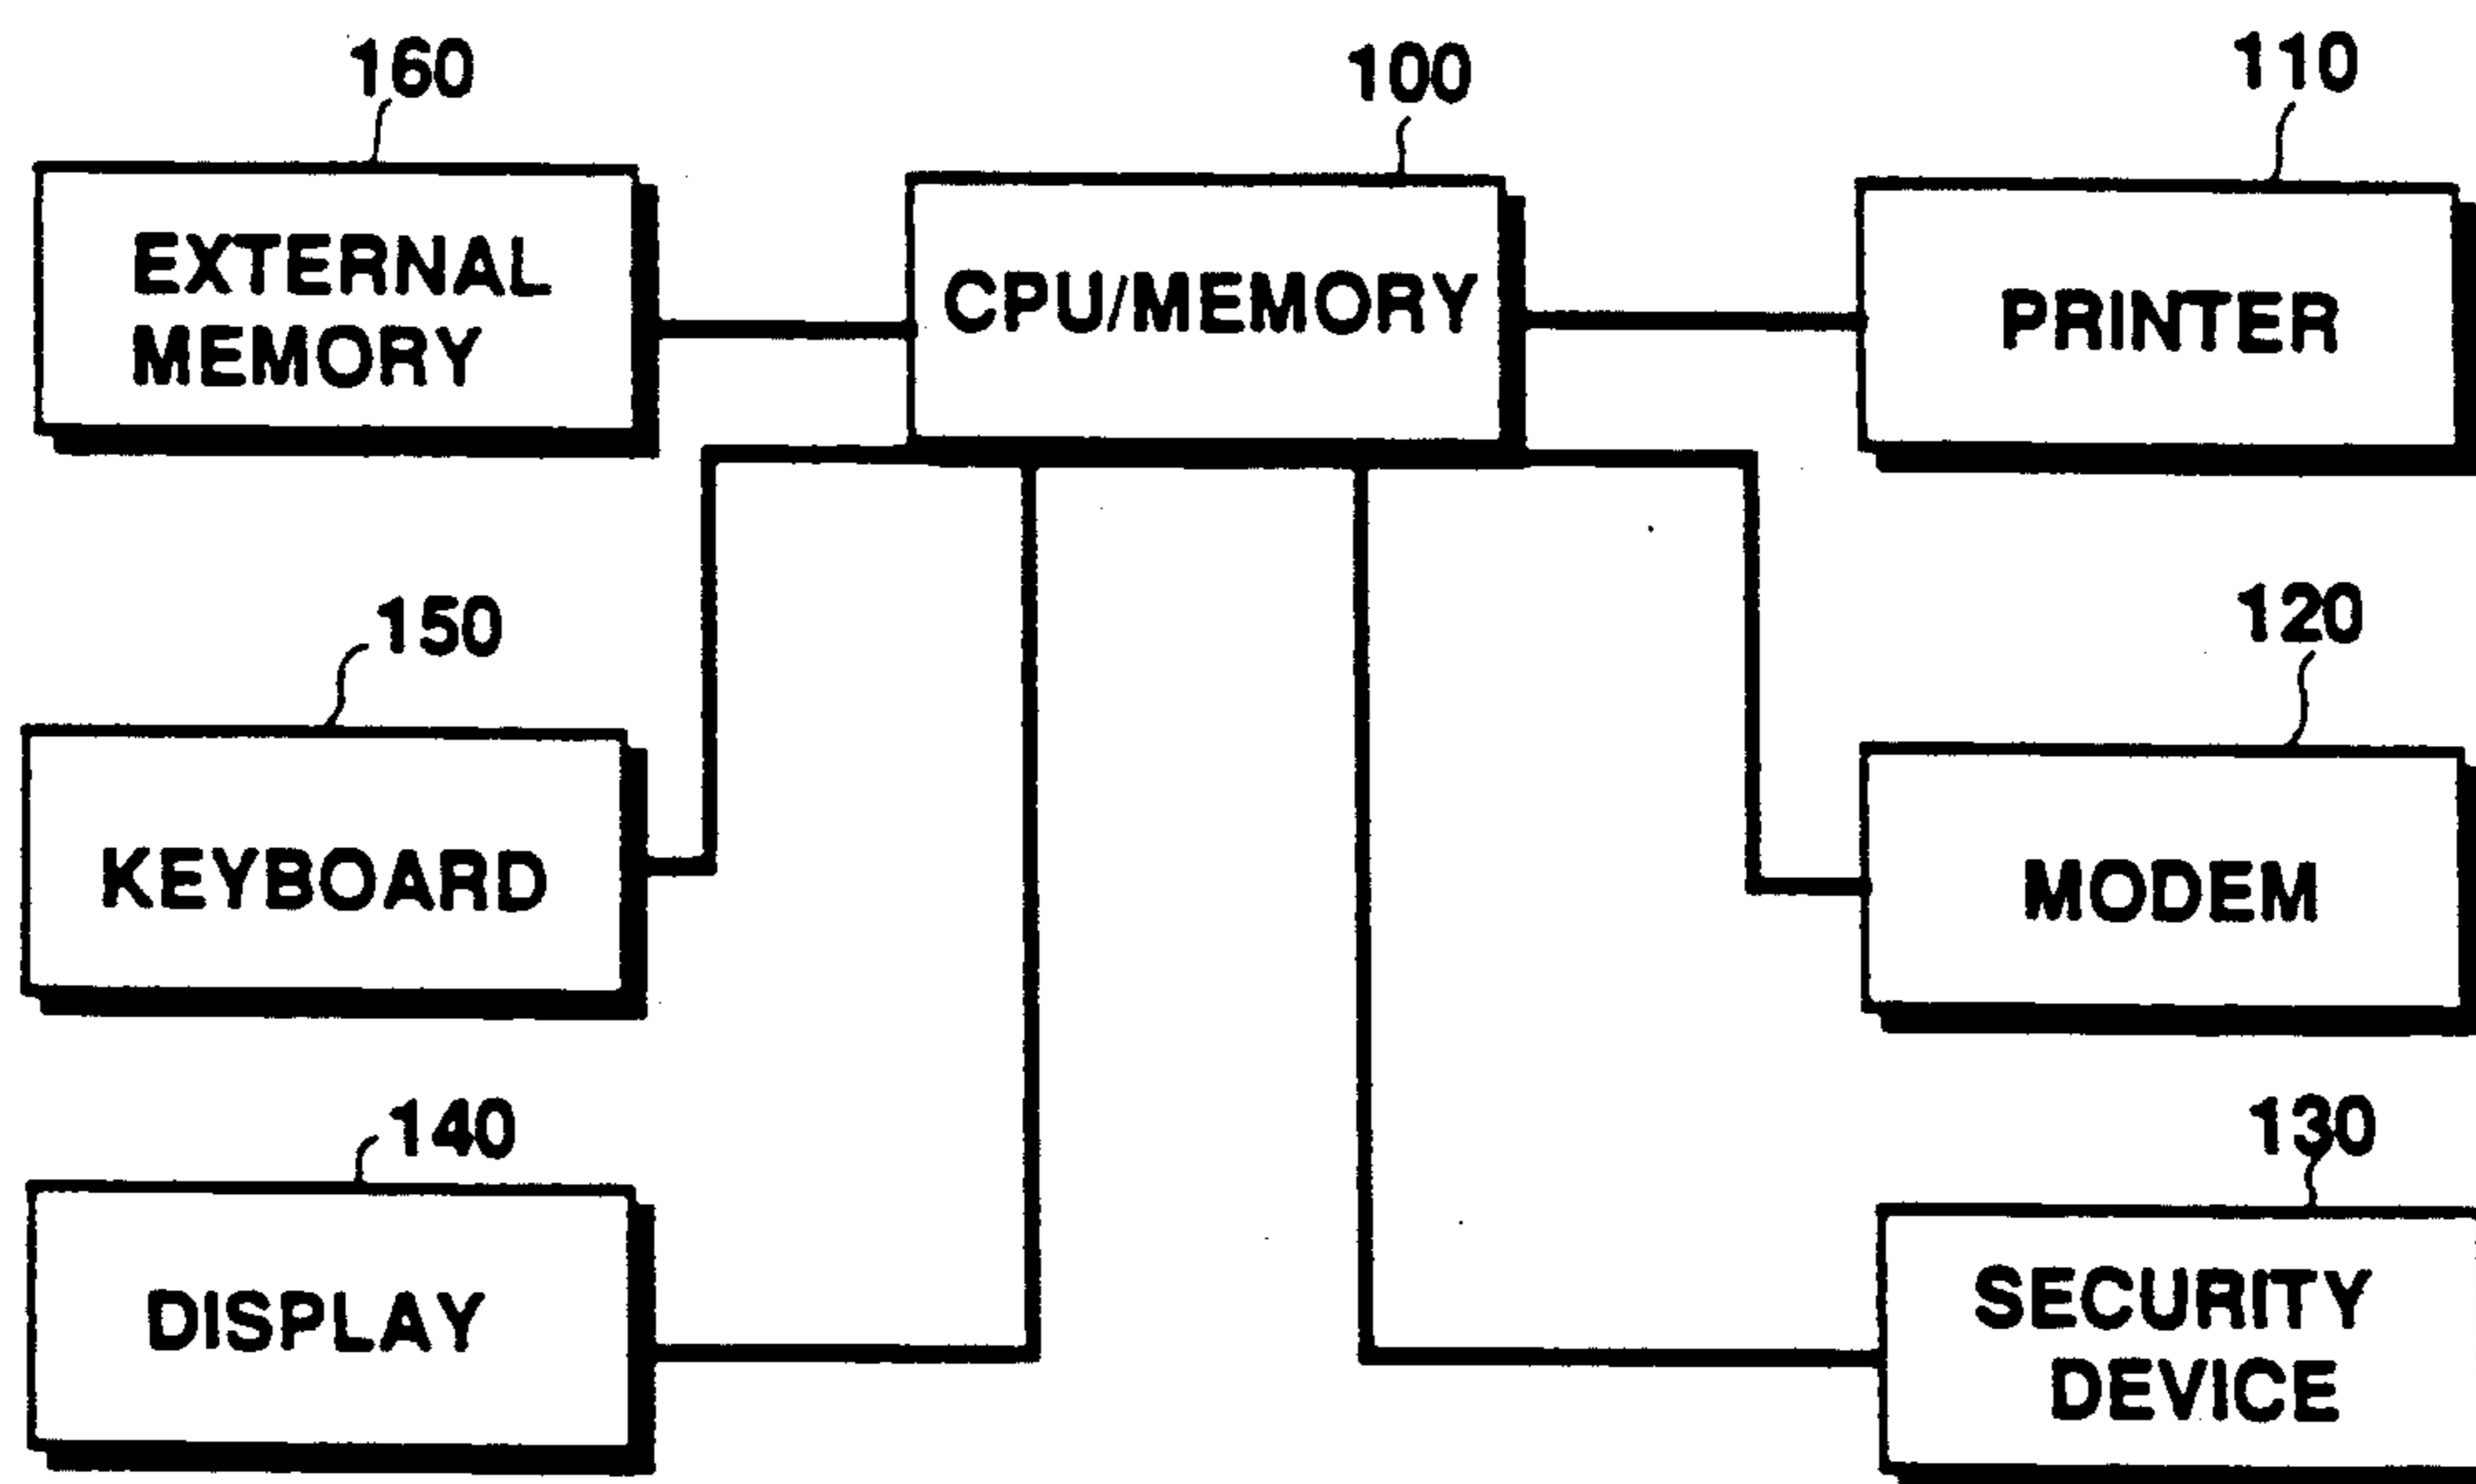 160
100
110
EXTERNAL
MEMORY
CPU/MEMORY
PRINTER
150
120
KEYBOARD
MODEM
140
130
DISPLAY
SECURITY
DEVICE